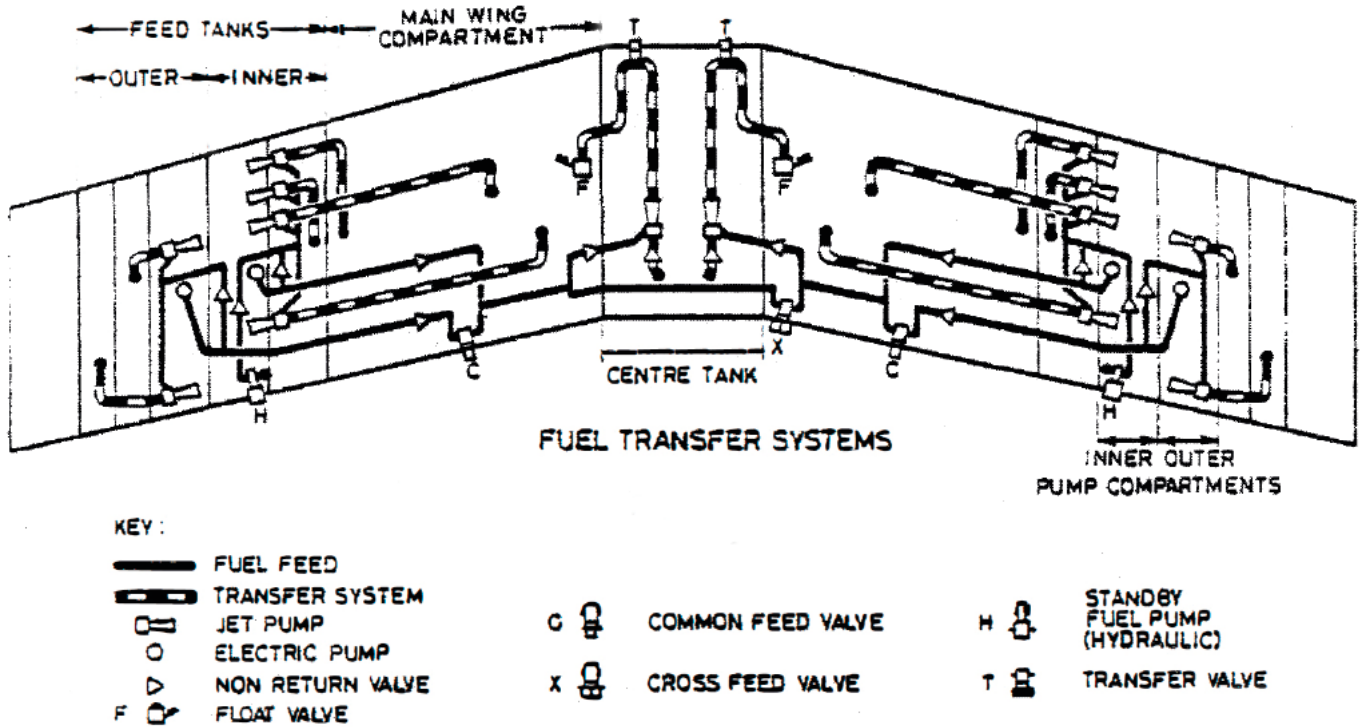 FEED TANKS
MAIN WING
COMPARTMENT
OUTER INNER
T T
F F
C X C
CENTRE TANK
H H
FUEL TRANSFER SYSTEMS
INNER OUTER
PUMP COMPARTMENTS
KEY :
FUEL FEED
TRANSFER SYSTEM
JET PUMP
ELECTRIC PUMP
NON RETURN VALVE
F FLOAT VALVE
C COMMON FEED VALVE
X CROSS FEED VALVE
H STANDBY
FUEL PUMP
(HYDRAULIC)
T TRANSFER VALVE